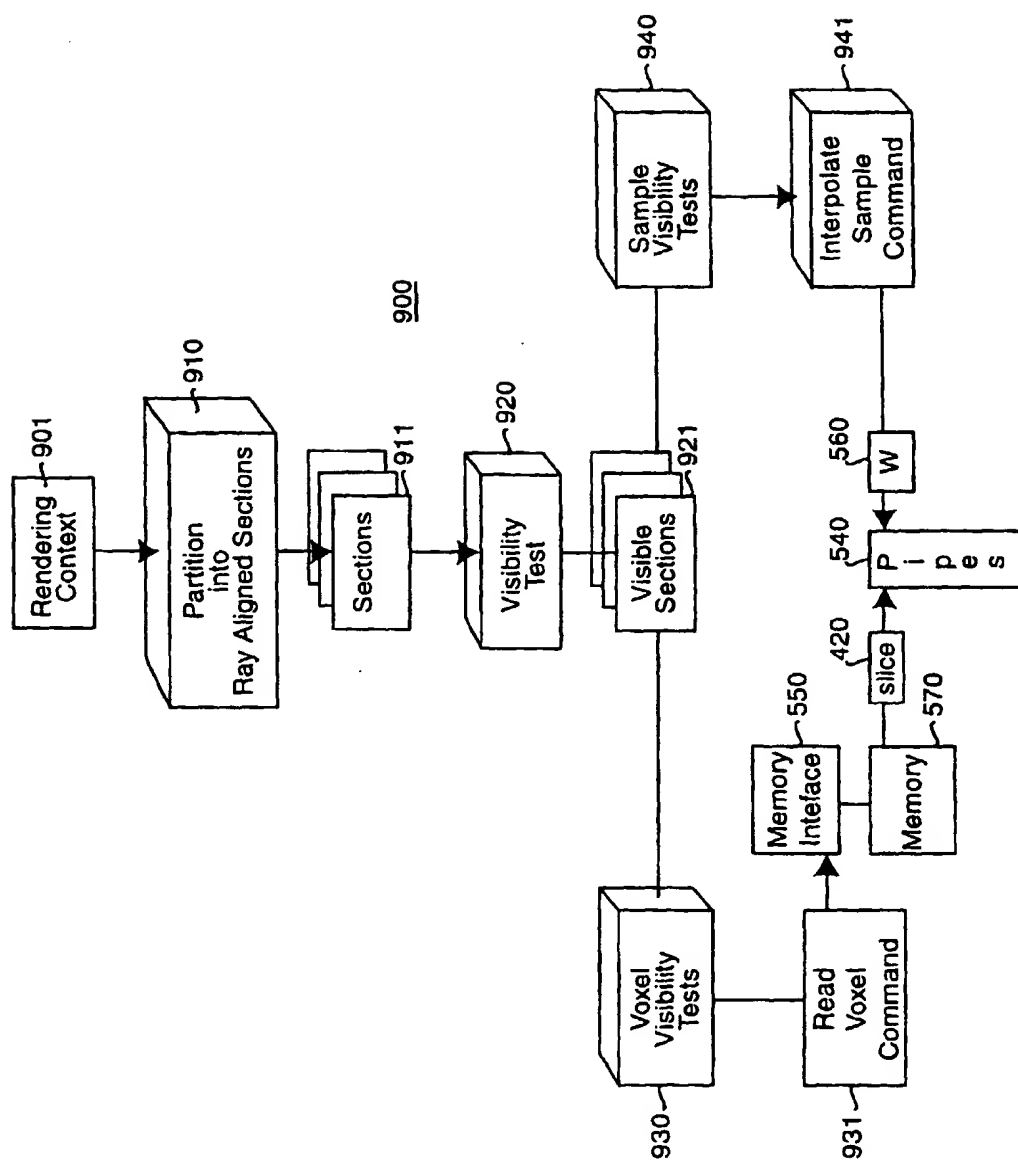 Rendering
Context
901
Partition
into
Ray Aligned Sections
910
Sections
911
900
Visibility
Test
920
Visible
Sections
921
Voxel
Visibility
Tests
930
Sample
Visibility
Tests
940
Read
Voxel
Command
931
Interpolate
Sample
Command
941
Memory
Inteface
550
Memory
570
slice
420
Pipes
540
W
560